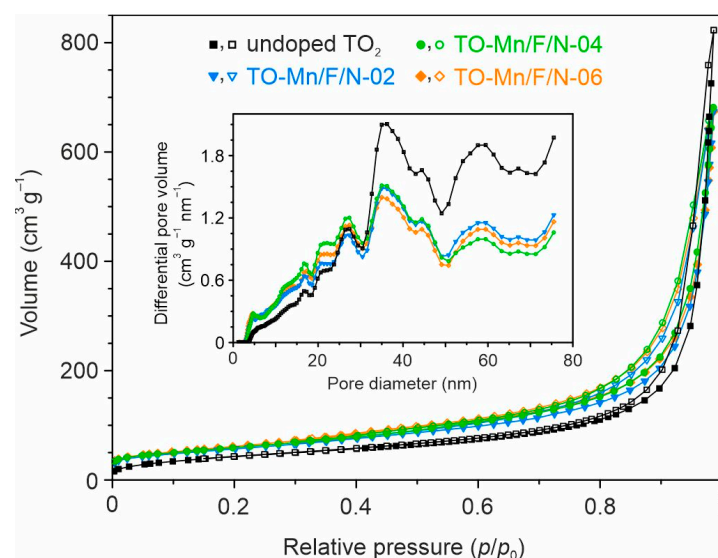 800
600
400
200
0
Volume (cm³ g⁻¹)
■,□ undoped TO₂
●,○ TO-Mn/F/N-04
▼,▽ TO-Mn/F/N-02
◆,◇ TO-Mn/F/N-06
1.8
1.2
0.6
0
Differential pore volume
(cm³ g⁻¹ nm⁻¹)
0 20 40 60 80
Pore diameter (nm)
0 0.2 0.4 0.6 0.8
Relative pressure (p/p₀)